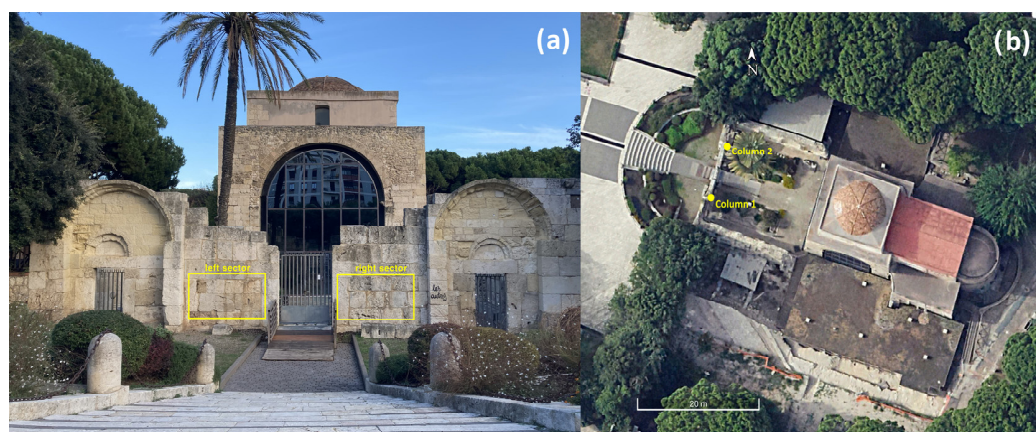 (a)
left sector
right sector
(b)
N
Column 2
Column 1
20 m